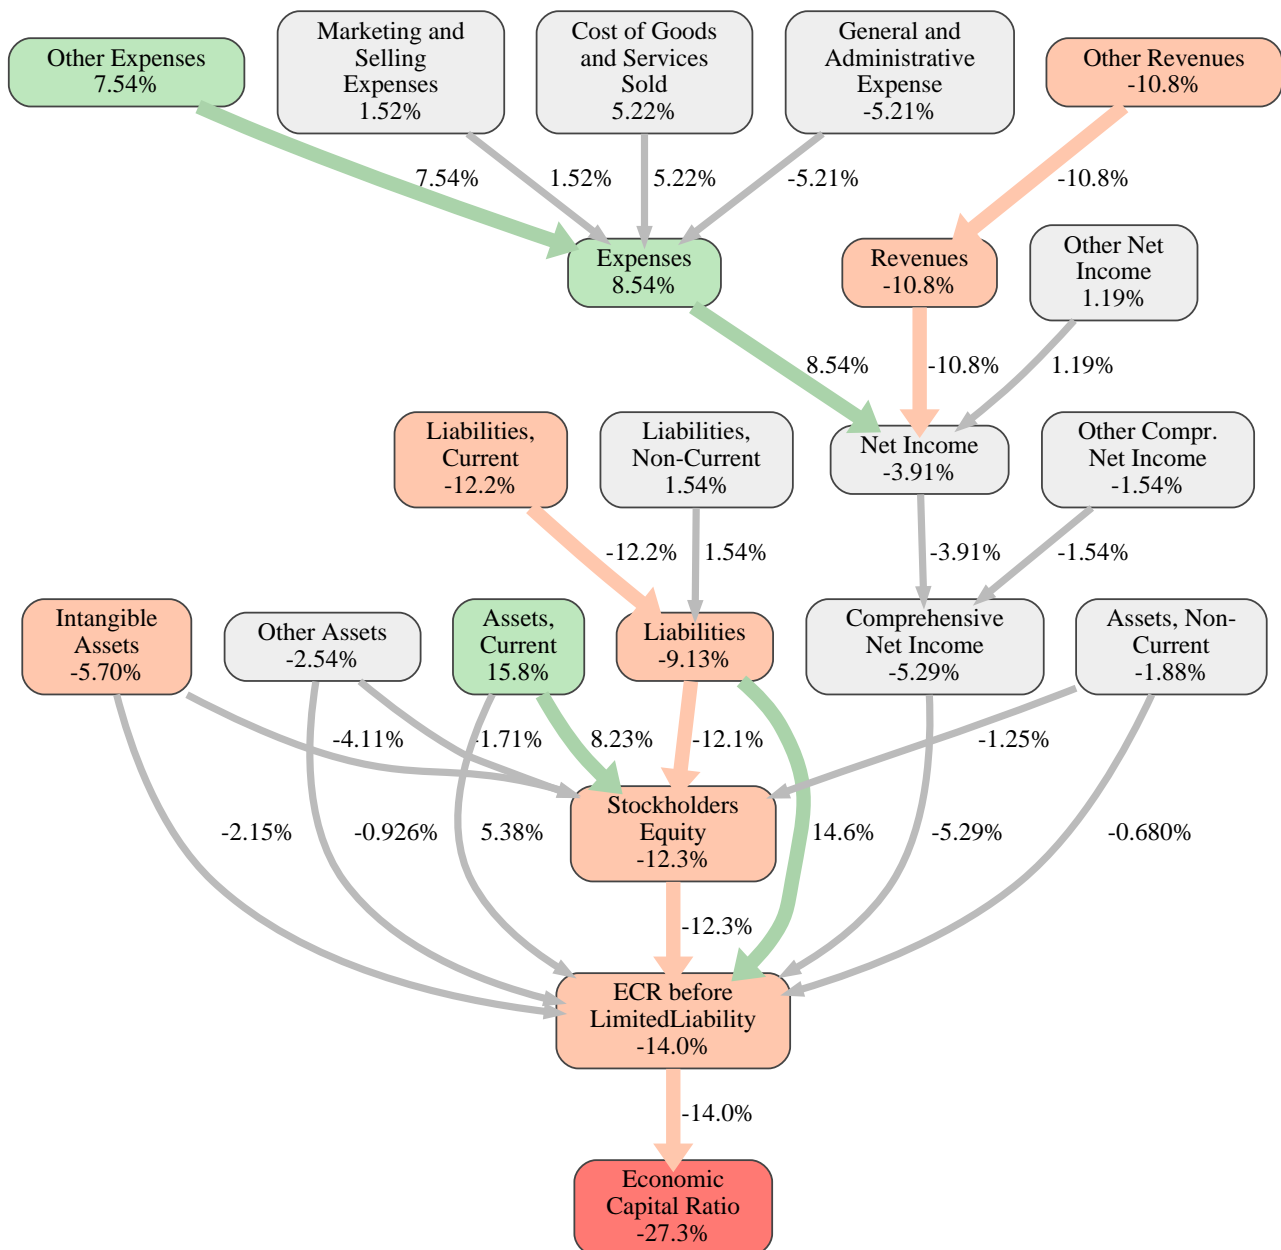 Other Expenses
7.54%
Marketing and
Selling
Expenses
1.52%
Cost of Goods
and Services
Sold
5.22%
General and
Administrative
Expense
-5.21%
Other Revenues
-10.8%
7.54%
1.52%
5.22%
-5.21%
-10.8%
Expenses
8.54%
Revenues
-10.8%
Other Net
Income
1.19%
8.54%
-10.8%
1.19%
Liabilities,
Current
-12.2%
Liabilities,
Non-Current
1.54%
Net Income
-3.91%
Other Compr.
Net Income
-1.54%
-12.2%
1.54%
-3.91%
-1.54%
Intangible
Assets
-5.70%
Other Assets
-2.54%
Assets,
Current
15.8%
Liabilities
-9.13%
Comprehensive
Net Income
-5.29%
Assets, Non-
Current
-1.88%
-4.11%
-1.71%
8.23%
-12.1%
-1.25%
Stockholders
Equity
-12.3%
-2.15%
-0.926%
5.38%
14.6%
-5.29%
-0.680%
-12.3%
ECR before
LimitedLiability
-14.0%
-14.0%
Economic
Capital Ratio
-27.3%